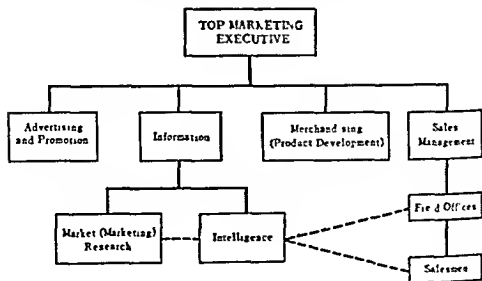 TOP MARKETING
EXECUTIVE
Advertising
and Promotion
Information
Merchand sing
(Product Development)
Sales
Management
Market (Marketing)
Research
Intelligence
Field Offices
Salesmen